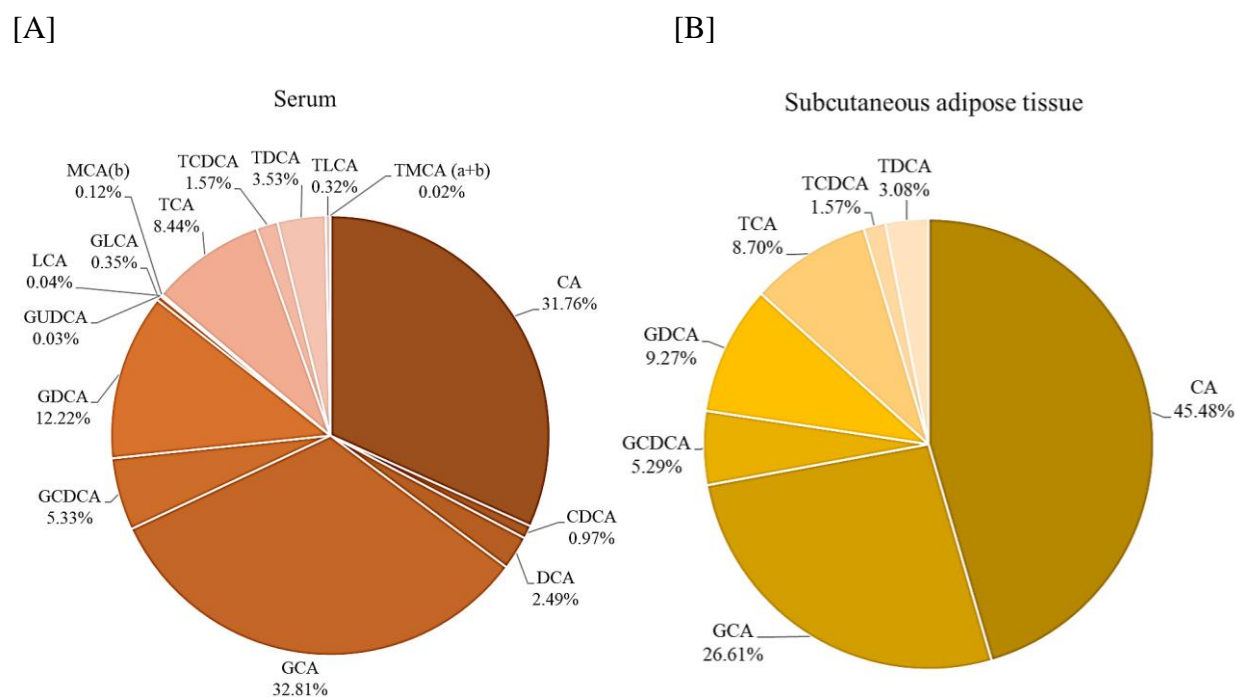 [A]
Serum
MCA(b)
0.12%
TCA
8.44%
TCDCA
1.57%
TDCA
3.53%
TLCA
0.32%
TMCA (a+b)
0.02%
GLCA
0.35%
LCA
0.04%
GUDCA
0.03%
GDCA
12.22%
GCDCA
5.33%
GCA
32.81%
CA
31.76%
CDCA
0.97%
DCA
2.49%
[B]
Subcutaneous adipose tissue
TDCA
3.08%
TCDCA
1.57%
TCA
8.70%
GDCA
9.27%
GCDCA
5.29%
GCA
26.61%
CA
45.48%